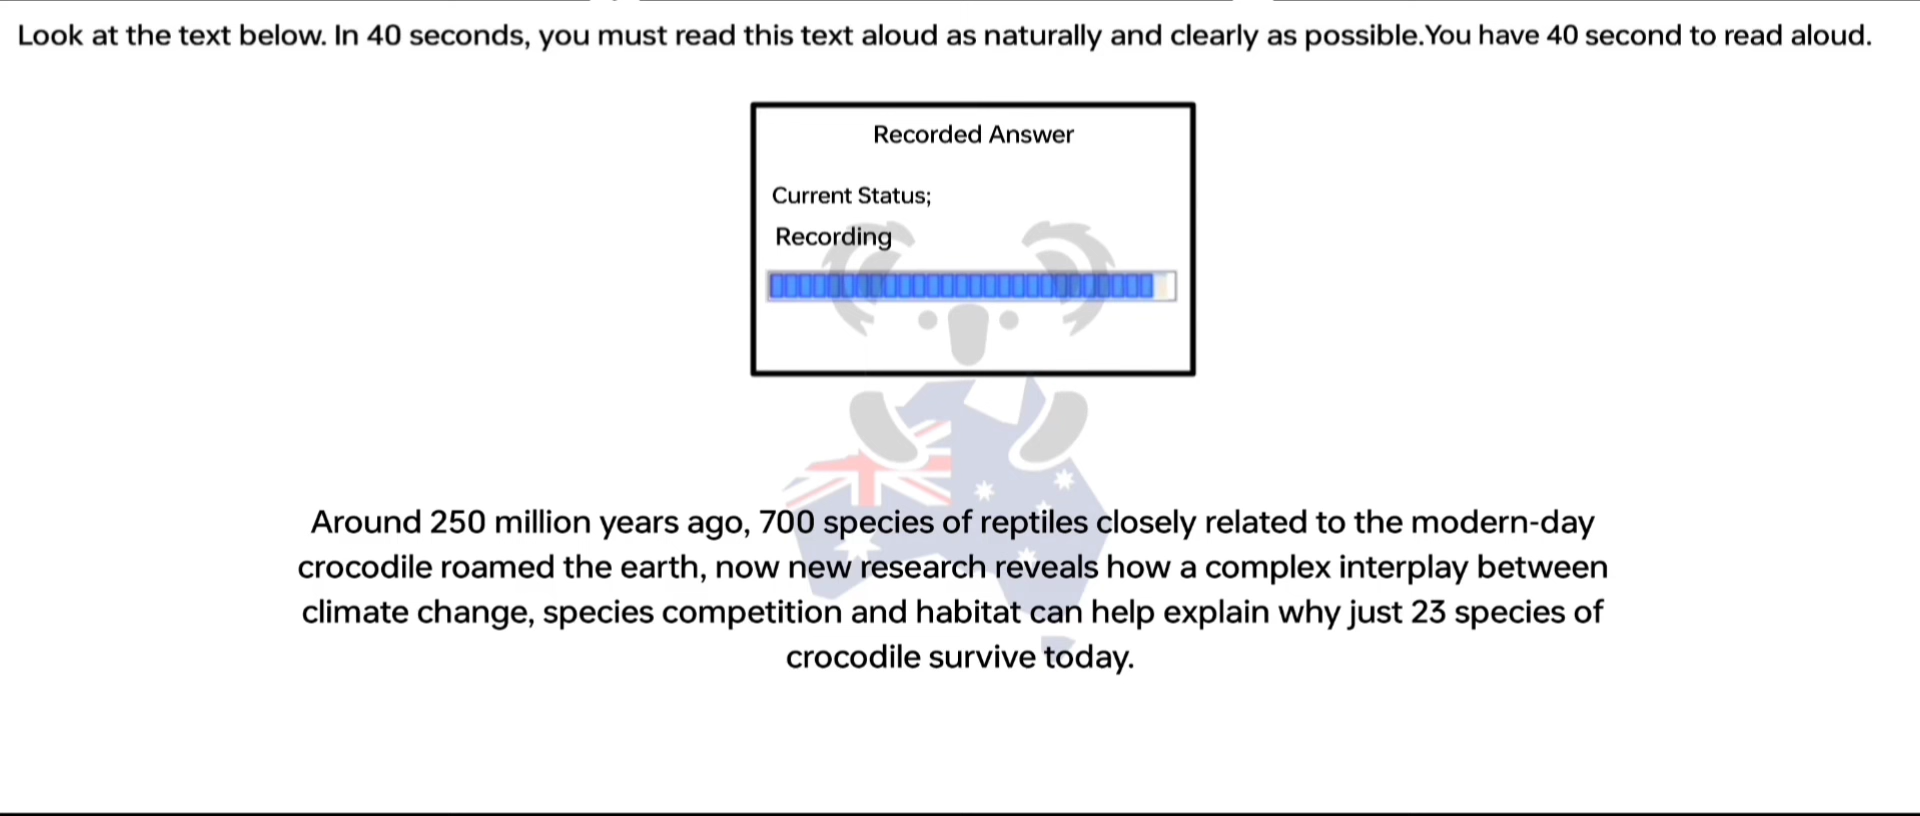 Look at the text below. In 40 seconds, you must read this text aloud as naturally and clearly as possible.You have 40 second to read aloud.
Recorded Answer
Current Status;
Recording
Around 250 million years ago, 700 species of reptiles closely related to the modern-day
crocodile roamed the earth, now new research reveals how a complex interplay between
climate change, species competition and habitat can help explain why just 23 species of
crocodile survive today.